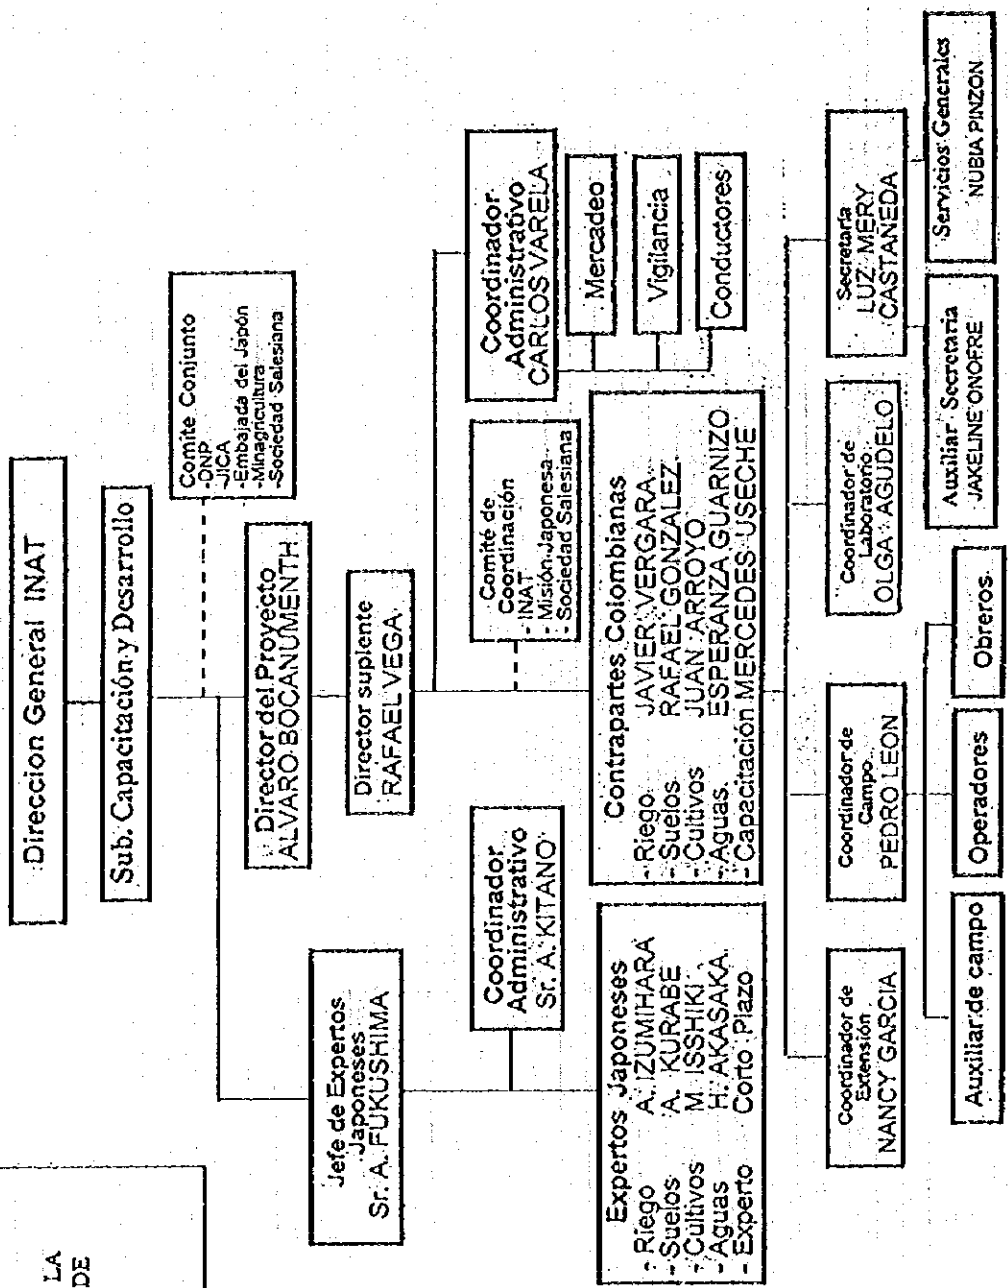 LA
DE
Direccion General INAT
Sub. Capacitación y Desarrollo
Comite Conjunto
-DNP
-JICA
-Embajada del Japón
-Minagricultura
-Sociedad Salesiana
Director del Proyecto
ALVARO BOCANUMENTH
Director suplente
RAFAEL VEGA
Jefe de Expertos
Japoneses
Sr. A. FUKUSHIMA
Coordinador
Administrativo
Sr. A. KITANO
Comité de
Coordinación
- INAT
- Misión Japonesa
- Sociedad Salesiana
Coordinador
Administrativo
CARLOS VARELA
Mercadeo
Vigilancia
Conductores
Expertos Japoneses
- Riego A. IZUMIHARA
- Suelos A. KURABE
- Cultivos M. ISSHIKI
- Aguas H. AKASAKA
- Experto Corto Plazo
Contrapartes Colombianas
- Riego JAVIER VERGARA
- Suelos RAFAEL GONZALEZ
- Cultivos JUAN ARROYO
- Aguas ESPERANZA GUARNIZO
- Capacitación MERCEDES USECHE
Coordinador de
Extensión
NANCY GARCIA
Coordinador de
Campo
PEDRO LEON
Coordinador de
Laboratorio
OLGA AGUDELO
Secretaria
LUZ MERY
CASTAÑEDA
Auxiliar de campo
Operadores
Obreros
Auxiliar Secretaria
JAKELINE ONOFRE
Servicios Generales
NUBIA PINZON